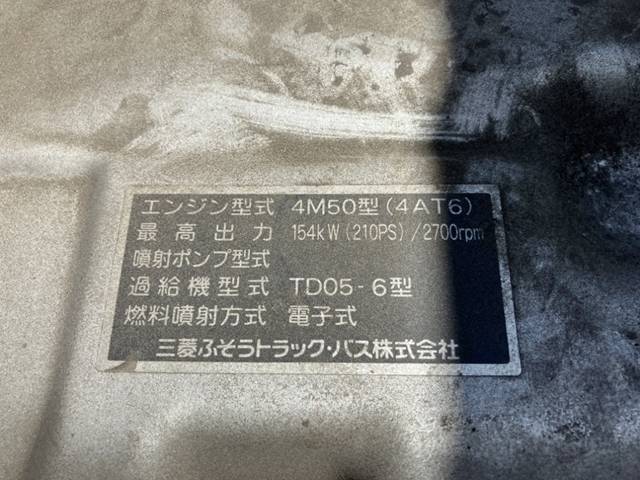 エンジン型式 4M50型(4AT6)
最高出力 154kW(210PS)/2700rpm
噴射ポンプ型式
過給機型式 TD05-6型
燃料噴射方式 電子式
三菱ふそうトラック・バス株式会社